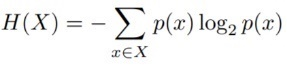 H(X) = − ∑_{x∈X} p(x) log₂ p(x)